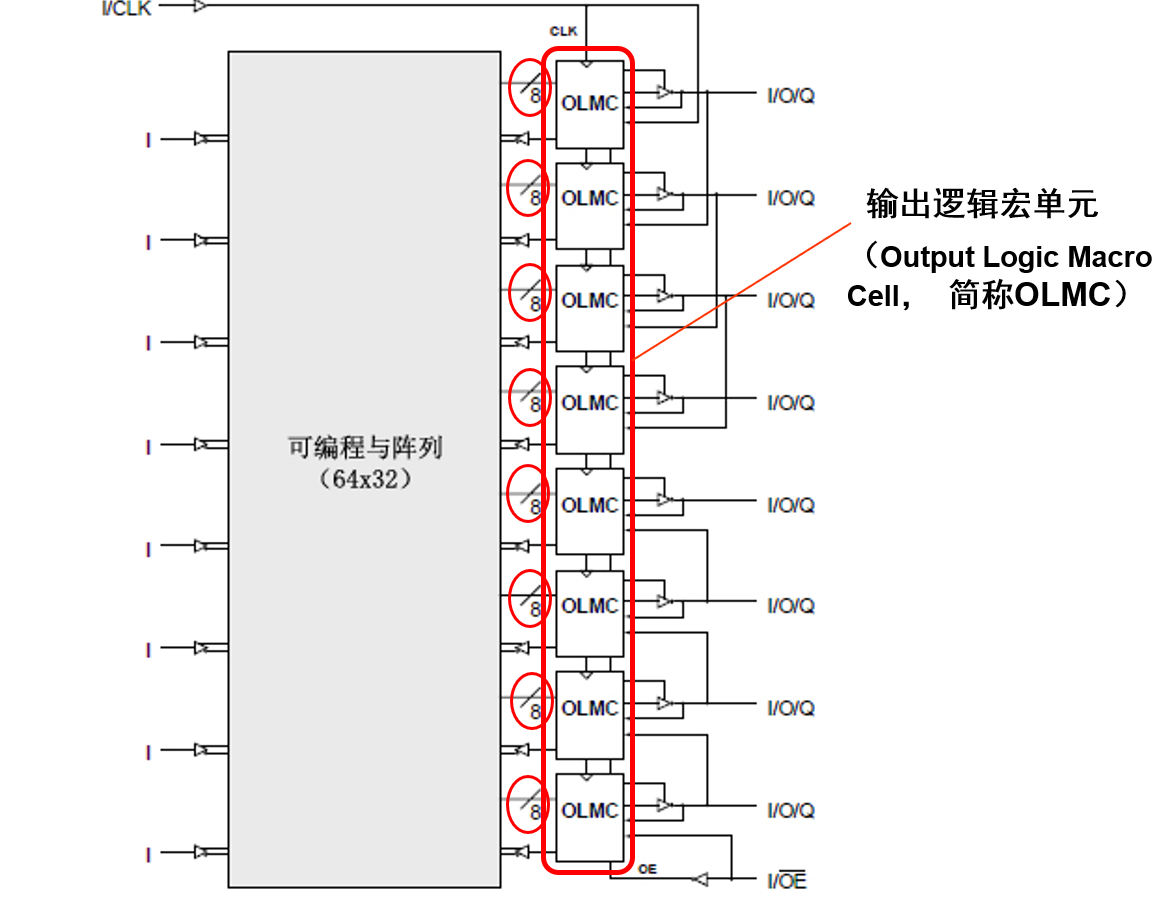 I/CLK
CLK
8
OLMC
I/O/Q
I
8
OLMC
I/O/Q
I
8
OLMC
I/O/Q
I
8
OLMC
I/O/Q
I
8
OLMC
I/O/Q
I
8
OLMC
I/O/Q
I
8
OLMC
I/O/Q
I
8
OLMC
I/O/Q
I
OE
I/O̅E̅
可编程与阵列
(64x32)
输出逻辑宏单元
(Output Logic Macro
Cell, 简称OLMC)